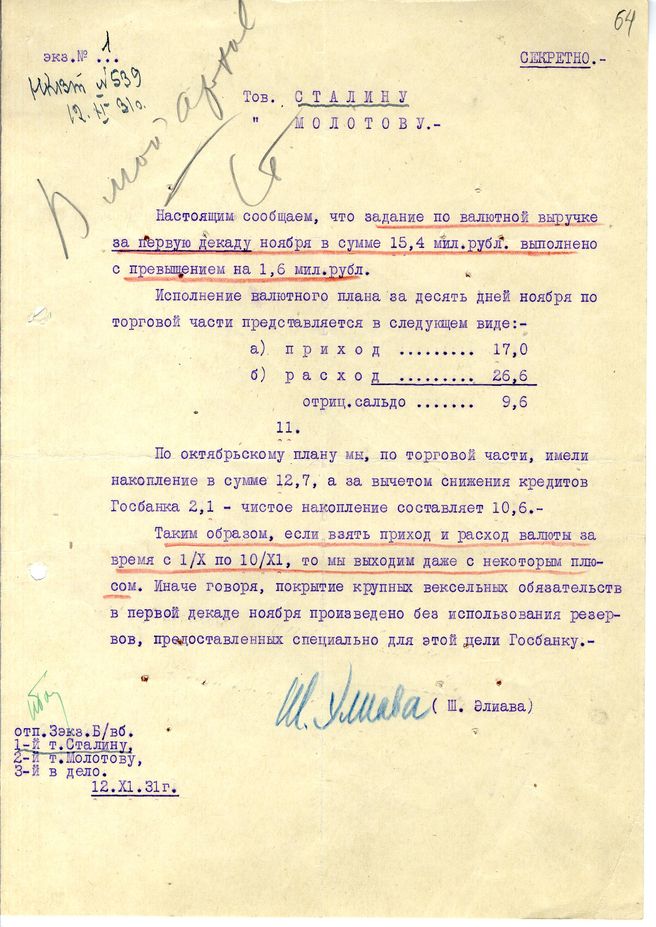 64
экз.№ 1 ...
СЕКРЕТНО.-
НКВТ №539
12.XI 31г.
В мой архив
Тов. СТАЛИНУ
" МОЛОТОВУ.-
Настоящим сообщаем, что задание по валютной выручке
за первую декаду ноября в сумме 15,4 мил.рубл. выполнено
с превышением на 1,6 мил.рубл.
Исполнение валютного плана за десять дней ноября по
торговой части представляется в следующем виде:-
а) п р и х о д ......... 17,0
б) р а с х о д ......... 26,6
отриц.сальдо ....... 9,6
11.
По октябрьскому плану мы, по торговой части, имели
накопление в сумме 12,7, а за вычетом снижения кредитов
Госбанка 2,1 - чистое накопление составляет 10,6.-
Таким образом, если взять приход и расход валюты за
время с 1/X по 10/X1, то мы выходим даже с некоторым плю-
сом. Иначе говоря, покрытие крупных вексельных обязательств
в первой декаде ноября произведено без использования резер-
вов, предоставленных специально для этой цели Госбанку.-
Ш. Элиава (Ш. Элиава)
отп.3экз.Б/вб.
1-й т.Сталину,
2-й т.Молотову,
3-й в дело.
12.X1.31г.